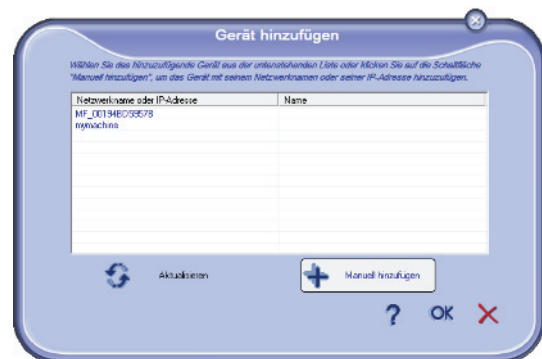 Gerät hinzufügen
Wählen Sie das hinzuzufügende Gerät aus der untenstehenden Liste oder klicken Sie auf die Schaltfläche
"Manuell hinzufügen", um das Gerät mit seinem Netzwerknamen oder seiner IP-Adresse hinzuzufügen.
Netzwerkname oder IP-Adresse Name
MF_00194BD59578
mymachine
Aktualisieren Manuell hinzufügen
? OK